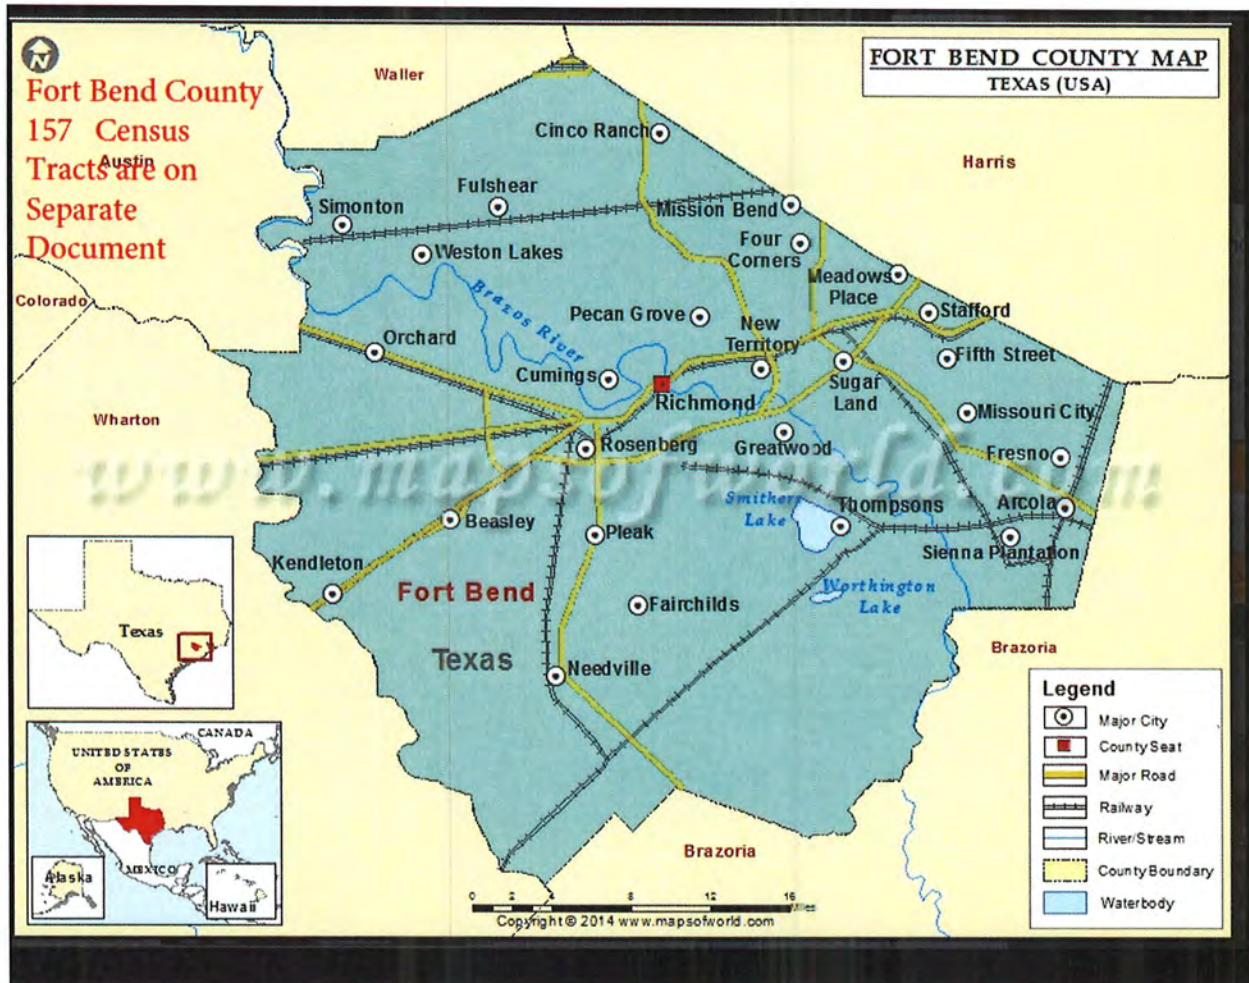 FORT BEND COUNTY MAP
TEXAS (USA)
N
Fort Bend County
157 Census
Tracts are on
Separate
Document
Waller
Austin
Harris
Colorado
Wharton
Brazoria
Brazoria
Cinco Ranch
Fulshear
Simonton
Mission Bend
Weston Lakes
Four
Corners
Meadows
Place
Brazos River
Pecan Grove
Stafford
New
Territory
Orchard
Fifth Street
Cumings
Sugar
Land
Richmond
Missouri City
Rosenberg
Greatwood
Fresno
www.mapsofworld.com
Smithers
Lake
Thompsons
Arcola
Beasley
Pleak
Sienna Plantation
Kendleton
Fort Bend
Fairchilds
Worthington
Lake
Texas
Needville
Texas
CANADA
UNITED STATES
OF
AMERICA
MEXICO
Alaska
Hawaii
Legend
Major City
County Seat
Major Road
Railway
River/Stream
County Boundary
Waterbody
0 2 4 8 12 16
Miles
Copyright © 2014 www.mapsofworld.com